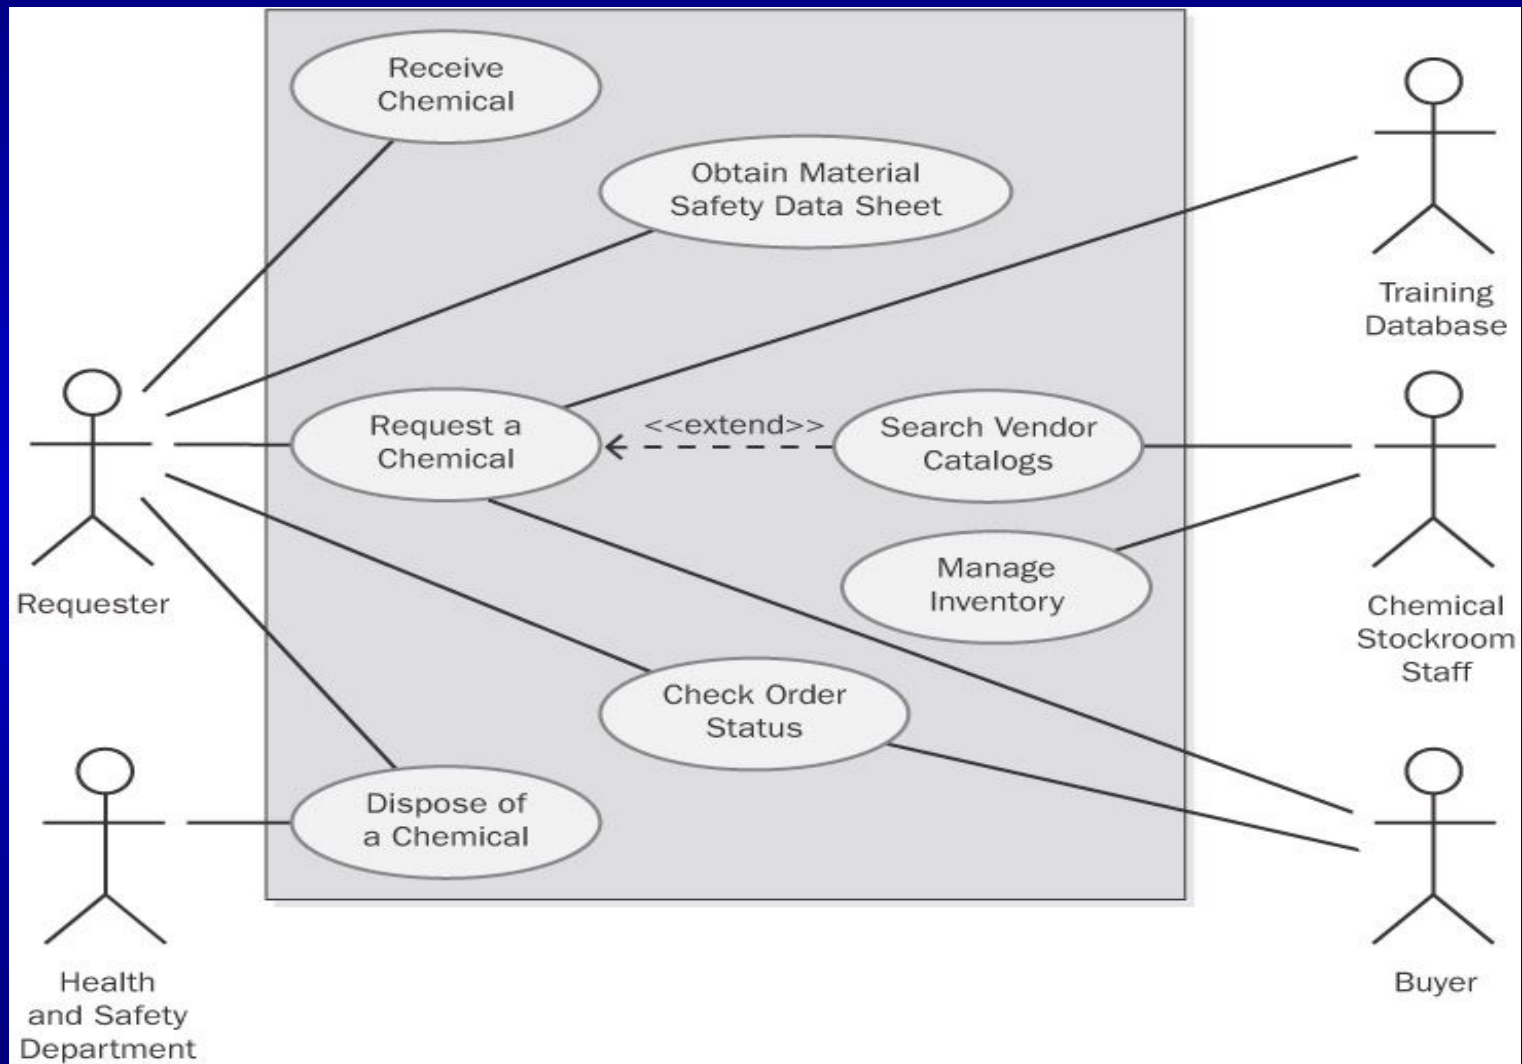 Receive
Chemical
Obtain Material
Safety Data Sheet
Training
Database
Request a
Chemical
<<extend>>
Search Vendor
Catalogs
Requester
Manage
Inventory
Chemical
Stockroom
Staff
Check Order
Status
Dispose of
a Chemical
Health
and Safety
Department
Buyer